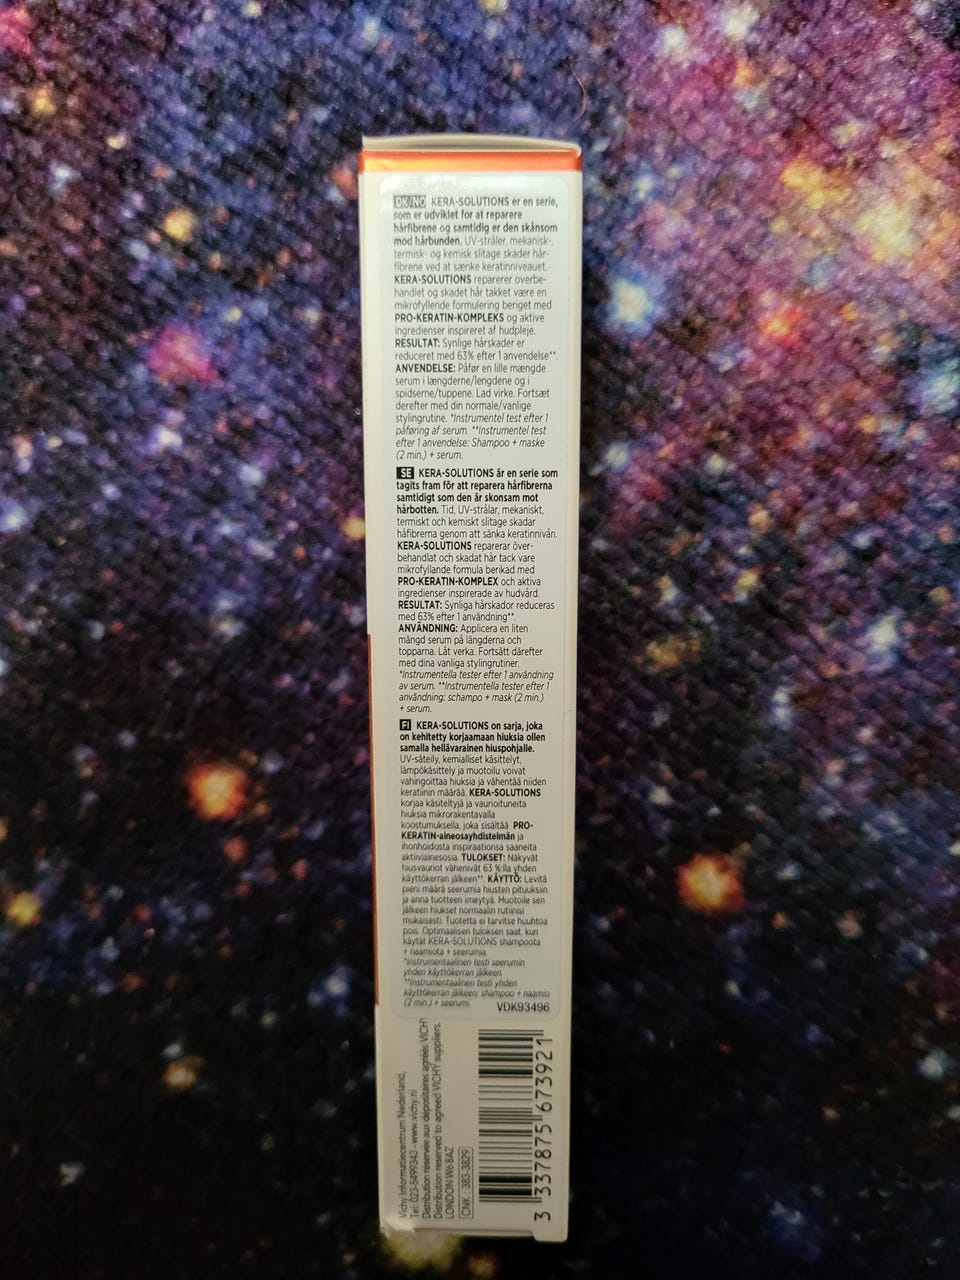 DK/NO KERA-SOLUTIONS er en serie,
som er udviklet for at reparere
hårfibrene og samtidig er den skånsom
mod hårbunden. UV-stråler, mekanisk-,
termisk- og kemisk slitage skader hår-
fibrene ved at sænke keratinniveauet.
KERA-SOLUTIONS reparerer overbe-
handlet og skadet hår takket være en
mikrofyllende formulering beriget med
PRO-KERATIN-KOMPLEKS og aktive
ingredienser inspireret af hudpleje.
RESULTAT: Synlige hårskader er
reduceret med 63% efter 1 anvendelse**.
ANVENDELSE: Påfør en lille mængde
serum i længderne/lengdene og i
spidserne/tuppene. Lad virke. Fortsæt
derefter med din normale/vanlige
stylingrutine. *Instrumentel test efter 1
påføring af serum. **Instrumentel test
efter 1 anvendelse: Shampoo + maske
(2 min.) + serum.
SE KERA-SOLUTIONS är en serie som
tagits fram för att reparera hårfibrerna
samtidigt som den är skonsam mot
hårbotten. Tid, UV-strålar, mekaniskt,
termiskt och kemiskt slitage skadar
håfibrerna genom att sänka keratinnivån.
KERA-SOLUTIONS reparerar över-
behandlat och skadat hår tack vare
mikrofyllande formula berikad med
PRO-KERATIN-KOMPLEX och aktiva
ingredienser inspirerade av hudvård.
RESULTAT: Synliga hårskador reduceras
med 63% efter 1 användning**.
ANVÄNDNING: Applicera en liten
mängd serum på längderna och
topparna. Låt verka. Fortsätt därefter
med dina vanliga stylingrutiner.
*Instrumentella tester efter 1 användning
av serum. **Instrumentella tester efter 1
användning: schampo + mask (2 min.)
+ serum.
FI KERA-SOLUTIONS on sarja, joka
on kehitetty korjaamaan hiuksia ollen
samalla hellävarainen hiuspohjalle.
UV-säteily, kemialliset käsittelyt,
lämpökäsittely ja muotoilu voivat
vahingoittaa hiuksia ja vähentää niiden
keratiinin määrää. KERA-SOLUTIONS
korjaa käsiteltyjä ja vaurioituneita
hiuksia mikrorakentavalla
koostumuksella, joka sisältää PRO-
KERATIN-aineosayhdistelmän ja
ihonhoidosta inspiraationsa saaneita
aktiiviainesosia. TULOKSET: Näkyvät
hiusvauriot vähenivät 63 %:lla yhden
käyttökerran jälkeen**. KÄYTTÖ: Levitä
pieni määrä seerumia hiusten pituuksiin
ja anna tuotteen imeytyä. Muotoile sen
jälkeen hiukset normaalin rutiinisi
mukaisesti. Tuotetta ei tarvitse huuhtoa
pois. Optimaalisen tuloksen saat, kun
käytät KERA-SOLUTIONS shampoota
+ naamiota + seerumia.
*Instrumentaalinen testi seerumin
yhden käyttökerran jälkeen.
**Instrumentaalinen testi yhden
käyttökerran jälkeen: shampoo + naamio
(2 min.) + seerumi.
VDK93496
Vichy Informatiecentrum Nederland,
Tel: 023-5499343 - www.vichy.nl
Distribution réservée aux dépositaires agréés VICHY
Distribution reserved to agreed VICHY suppliers.
LONDON W6 8AZ
CNK : 383-3829
3 337875 673921